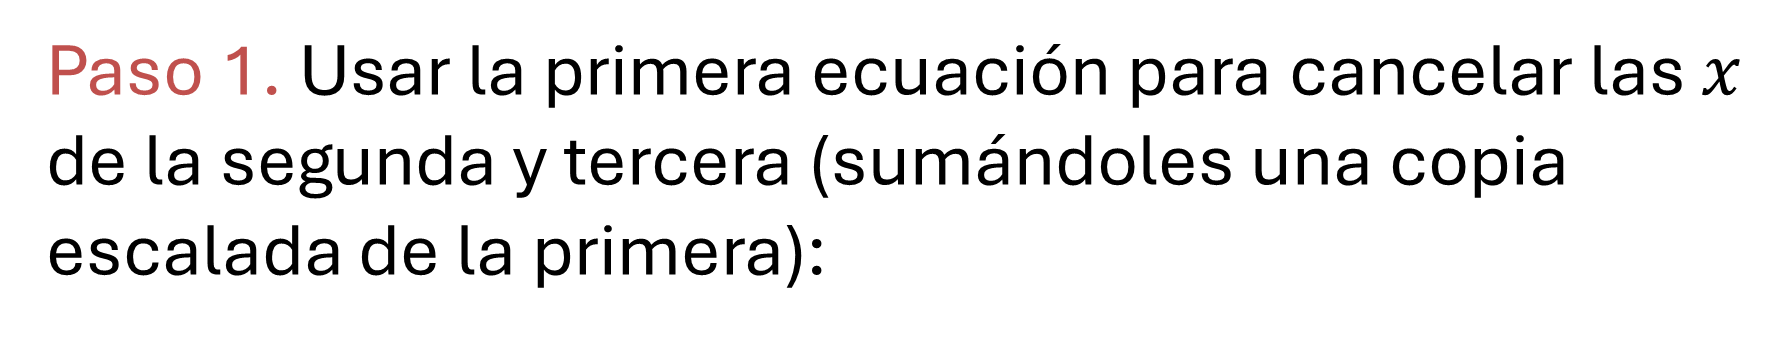 Paso 1. Usar la primera ecuación para cancelar las x
de la segunda y tercera (sumándoles una copia
escalada de la primera):